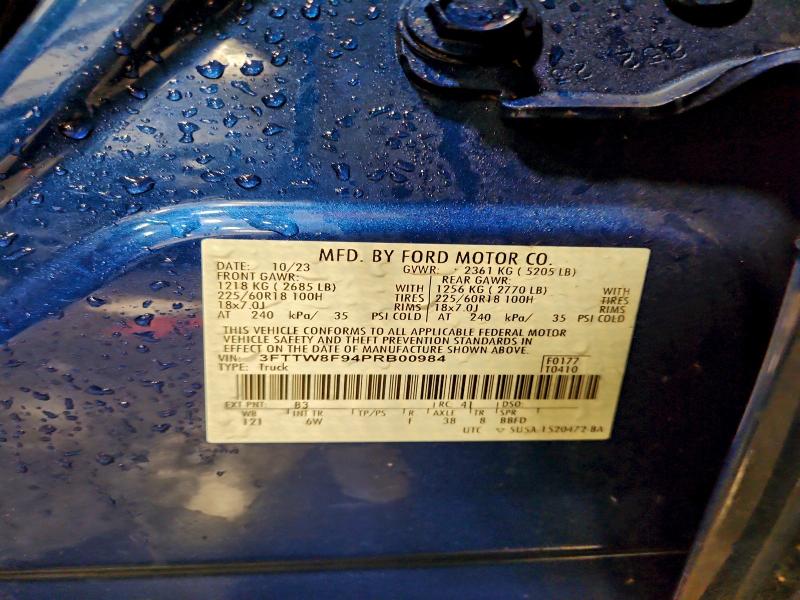 MFD. BY FORD MOTOR CO.
DATE: 10/23 GVWR: 2361 KG ( 5205 LB)
FRONT GAWR: REAR GAWR:
1218 KG ( 2685 LB) WITH 1256 KG ( 2770 LB) WITH
225/60R18 100H TIRES 225/60R18 100H TIRES
18x7.0J RIMS 18x7.0J RIMS
AT 240 kPa/ 35 PSI COLD AT 240 kPa/ 35 PSI COLD
THIS VEHICLE CONFORMS TO ALL APPLICABLE FEDERAL MOTOR
VEHICLE SAFETY AND THEFT PREVENTION STANDARDS IN
EFFECT ON THE DATE OF MANUFACTURE SHOWN ABOVE.
VIN: 3FTTW8F94PRB00984 F0177
TYPE: Truck T0410
EXT PNT: B3 RC: 41 DSO:
WB INT TR TP/PS R AXLE TR SPR
121 6W F 38 8 BBFD
UTC SUSA-1520472-BA